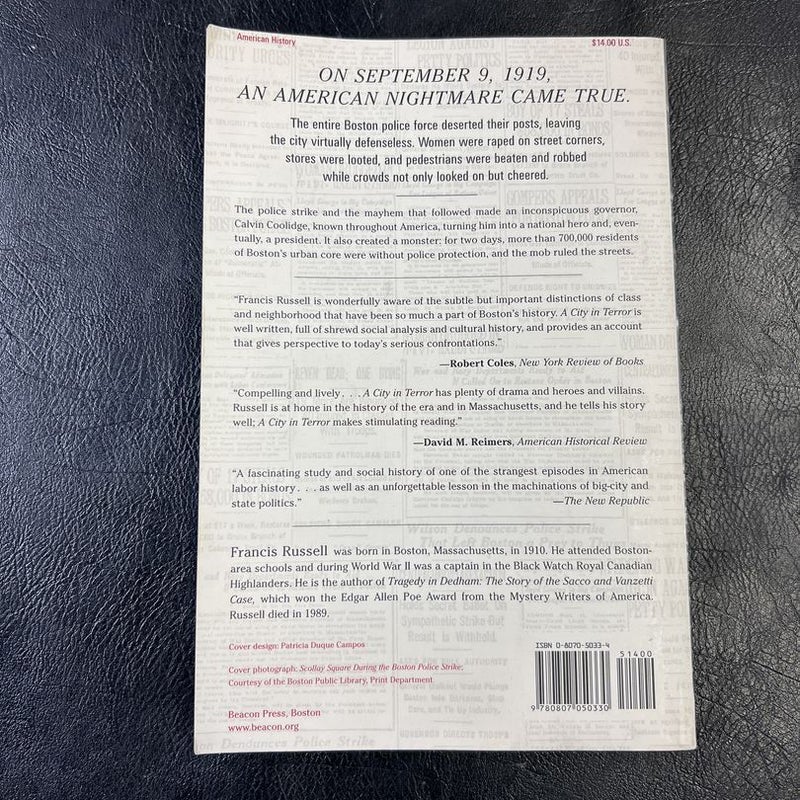 American History
$14.00 U.S.
ON SEPTEMBER 9, 1919,
AN AMERICAN NIGHTMARE CAME TRUE.
The entire Boston police force deserted their posts, leaving
the city virtually defenseless. Women were raped on street corners,
stores were looted, and pedestrians were beaten and robbed
while crowds not only looked on but cheered.
The police strike and the mayhem that followed made an inconspicuous governor,
Calvin Coolidge, known throughout America, turning him into a national hero and, even-
tually, a president. It also created a monster: for two days, more than 700,000 residents
of Boston's urban core were without police protection, and the mob ruled the streets.
"Francis Russell is wonderfully aware of the subtle but important distinctions of class
and neighborhood that have been so much a part of Boston's history. A City in Terror is
well written, full of shrewd social analysis and cultural history, and provides an account
that gives perspective to today's serious confrontations."
—Robert Coles, New York Review of Books
"Compelling and lively. . . . A City in Terror has plenty of drama and heroes and villains.
Russell is at home in the history of the era and in Massachusetts, and he tells his story
well; A City in Terror makes stimulating reading."
—David M. Reimers, American Historical Review
"A fascinating study and social history of one of the strangest episodes in American
labor history. . . as well as an unforgettable lesson in the machinations of big-city and
state politics."
—The New Republic
Francis Russell was born in Boston, Massachusetts, in 1910. He attended Boston-
area schools and during World War II was a captain in the Black Watch Royal Canadian
Highlanders. He is the author of Tragedy in Dedham: The Story of the Sacco and Vanzetti
Case, which won the Edgar Allen Poe Award from the Mystery Writers of America.
Russell died in 1989.
Cover design: Patricia Duque Campos
Cover photograph: Scollay Square During the Boston Police Strike,
Courtesy of the Boston Public Library, Print Department
Beacon Press, Boston
www.beacon.org
ISBN 0-8070-5033-4
51400
9 780807 050330